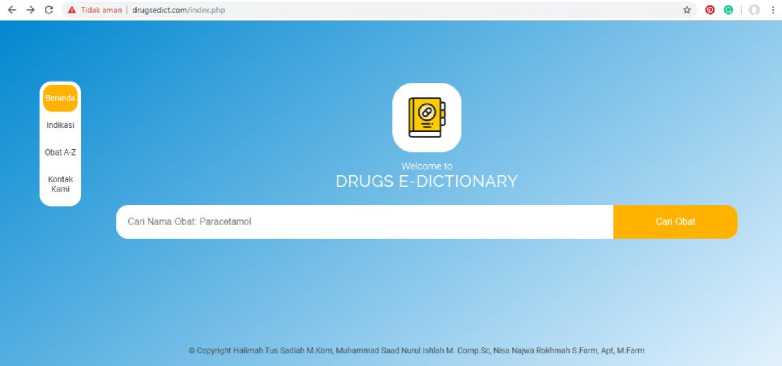 Tidak aman | drugsedict.com/index.php
Beranda
Indikasi
Obat A-Z
Kontak
Kami
Welcome to
DRUGS E-DICTIONARY
Cari Nama Obat: Paracetamol
Cari Obat
© Copyright Halimah Tus Sadiah M.Kom, Muhammad Saad Nurul Ishlah M. Comp.Sc, Nisa Najwa Rokhmah S.Farm, Apt, M.Farm